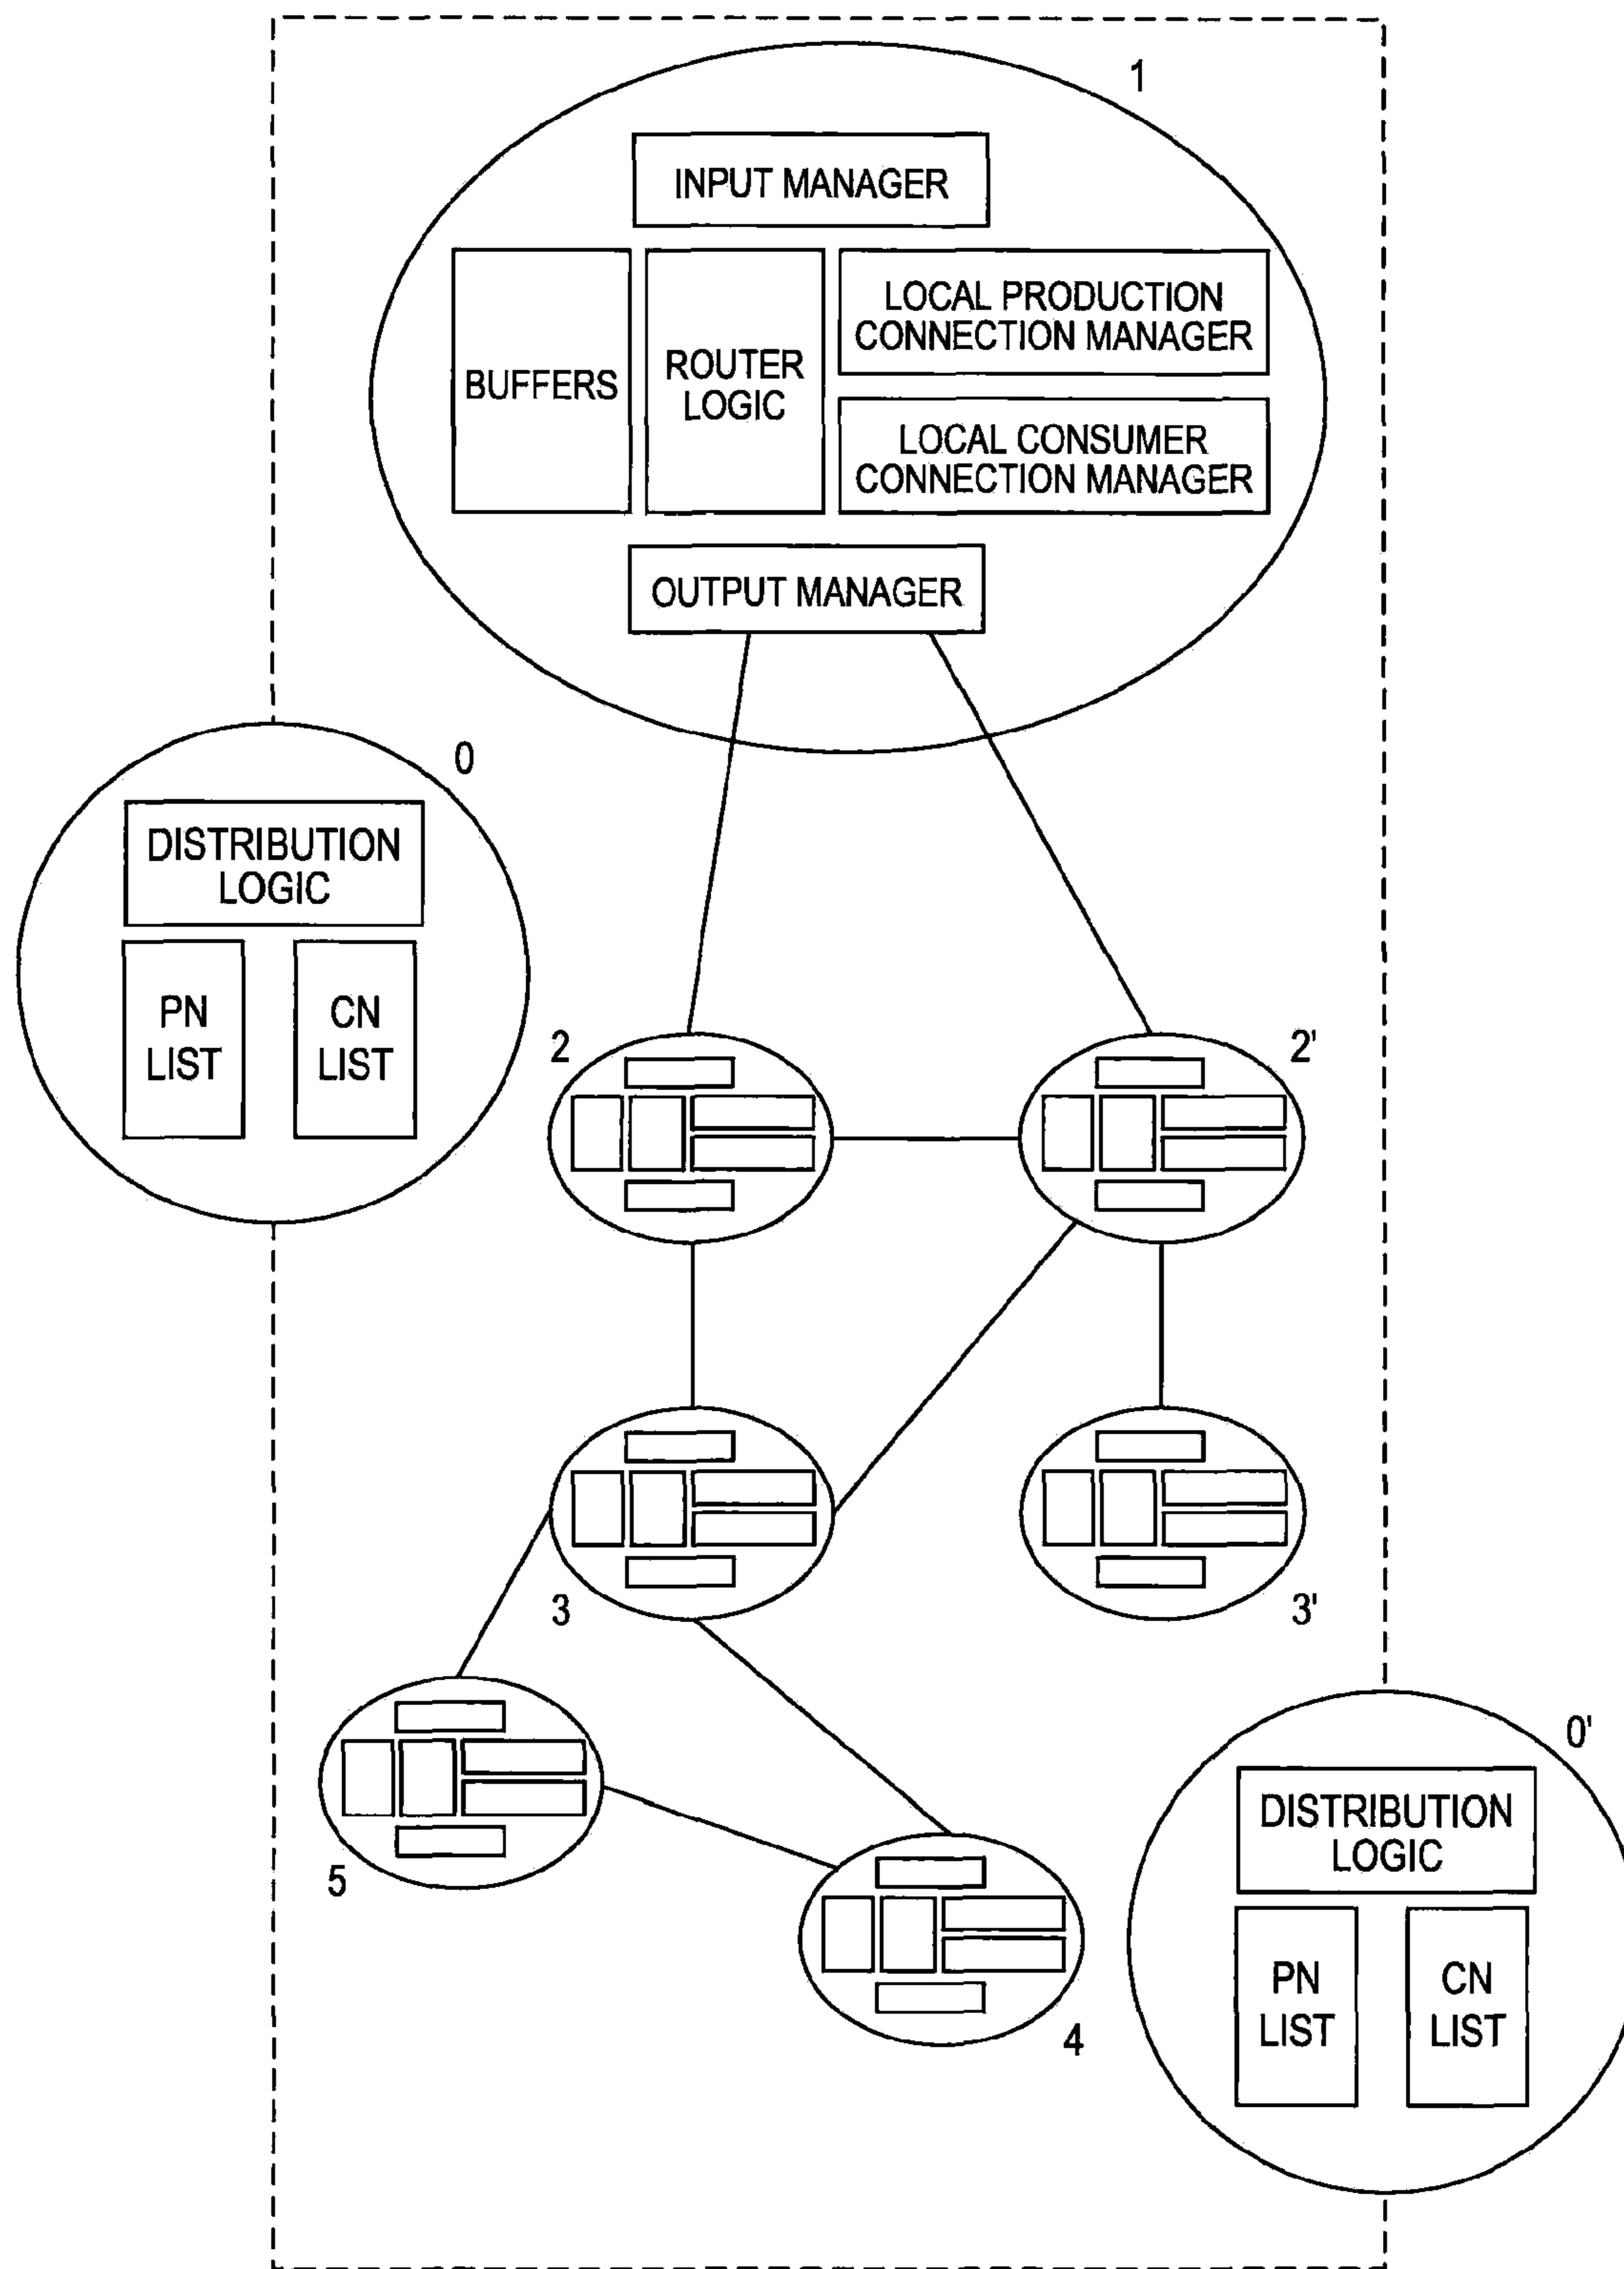 1
INPUT MANAGER
BUFFERS
ROUTER
LOGIC
LOCAL PRODUCTION
CONNECTION MANAGER
LOCAL CONSUMER
CONNECTION MANAGER
OUTPUT MANAGER
0
DISTRIBUTION
LOGIC
PN
LIST
CN
LIST
2
2'
3
3'
5
4
0'
DISTRIBUTION
LOGIC
PN
LIST
CN
LIST